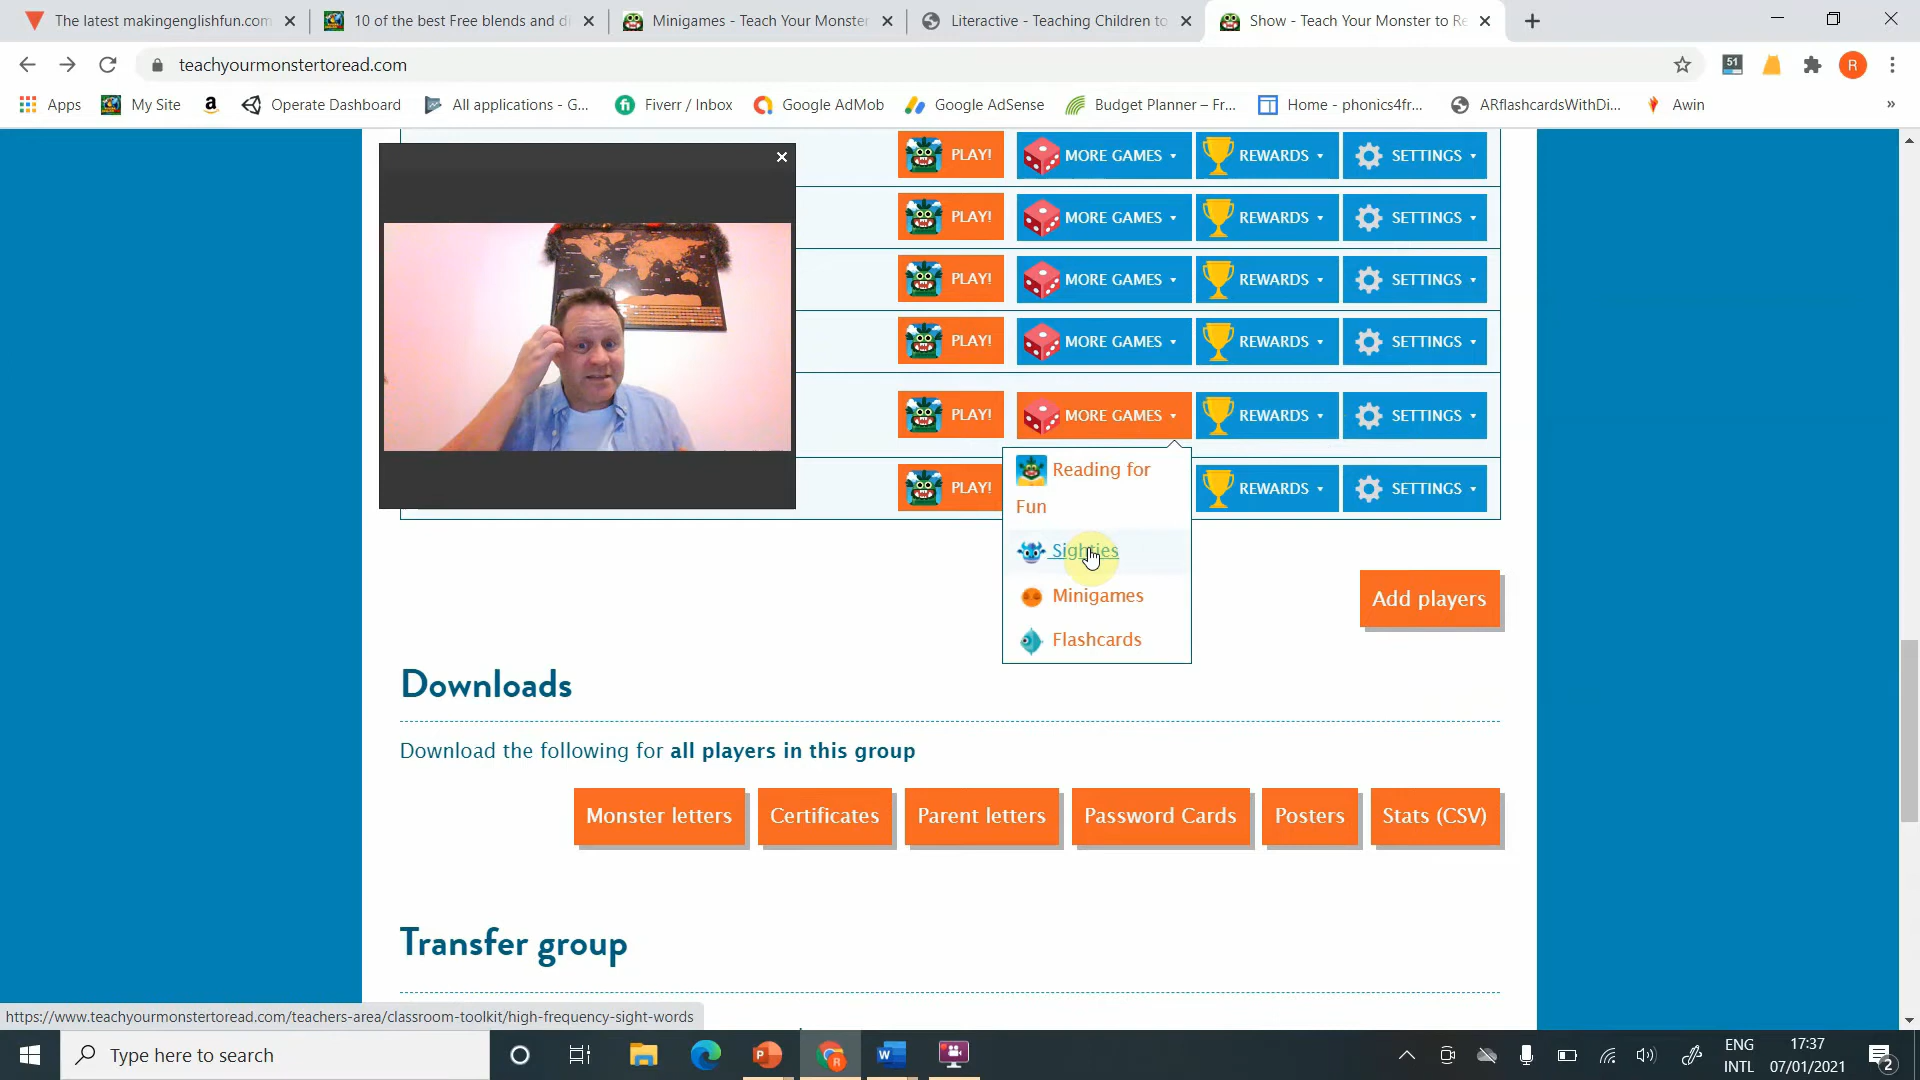 The latest makingenglishfun.com
10 of the best Free blends and di
Minigames - Teach Your Monster
Literactive - Teaching Children to
Show - Teach Your Monster to Re
teachyourmonstertoread.com
51
R
Apps
My Site
Operate Dashboard
All applications - G...
Fiverr / Inbox
Google AdMob
Google AdSense
Budget Planner – Fr...
Home - phonics4fr...
ARflashcardsWithDi...
Awin
»
PLAY! MORE GAMES REWARDS SETTINGS
PLAY! MORE GAMES REWARDS SETTINGS
PLAY! MORE GAMES REWARDS SETTINGS
PLAY! MORE GAMES REWARDS SETTINGS
PLAY! MORE GAMES REWARDS SETTINGS
PLAY! REWARDS SETTINGS
Reading for
Fun
Sighties
Minigames
Flashcards
Add players
Downloads
Download the following for all players in this group
Monster letters
Certificates
Parent letters
Password Cards
Posters
Stats (CSV)
Transfer group
https://www.teachyourmonstertoread.com/teachers-area/classroom-toolkit/high-frequency-sight-words
Type here to search
ENG
INTL
17:37
07/01/2021
2